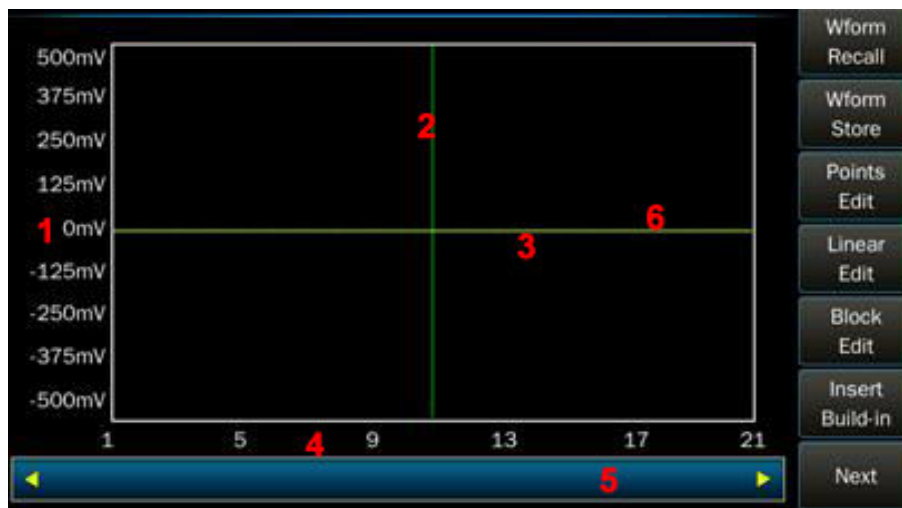 Wform
Recall
500mV
375mV
Wform
Store
2
250mV
Points
Edit
125mV
1 0mV
6
3
Linear
Edit
-125mV
-250mV
Block
Edit
-375mV
-500mV
Insert
Build-in
1 5 9 13 17 21
4
5
Next